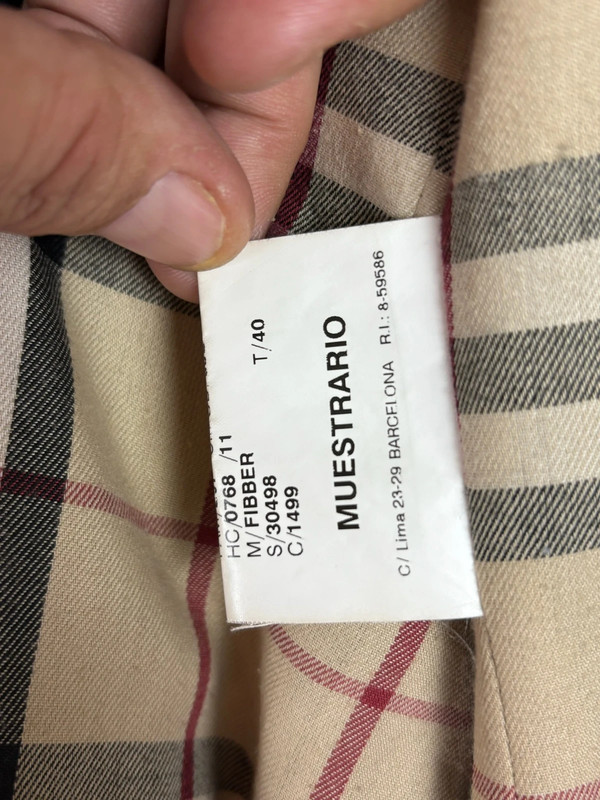 HC/0768 /11
M/FIBBER T/40
S/30498
C/1499
MUESTRARIO
C/ Lima 23-29 BARCELONA R.I.: 8-59586